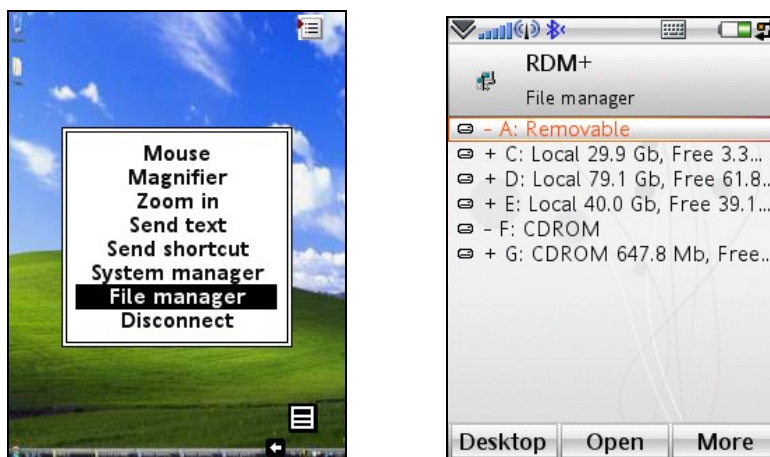 Mouse
Magnifier
Zoom in
Send text
Send shortcut
System manager
File manager
Disconnect
RDM+
File manager
- A: Removable
+ C: Local 29.9 Gb, Free 3.3...
+ D: Local 79.1 Gb, Free 61.8...
+ E: Local 40.0 Gb, Free 39.1...
- F: CDROM
+ G: CDROM 647.8 Mb, Free...
Desktop Open More